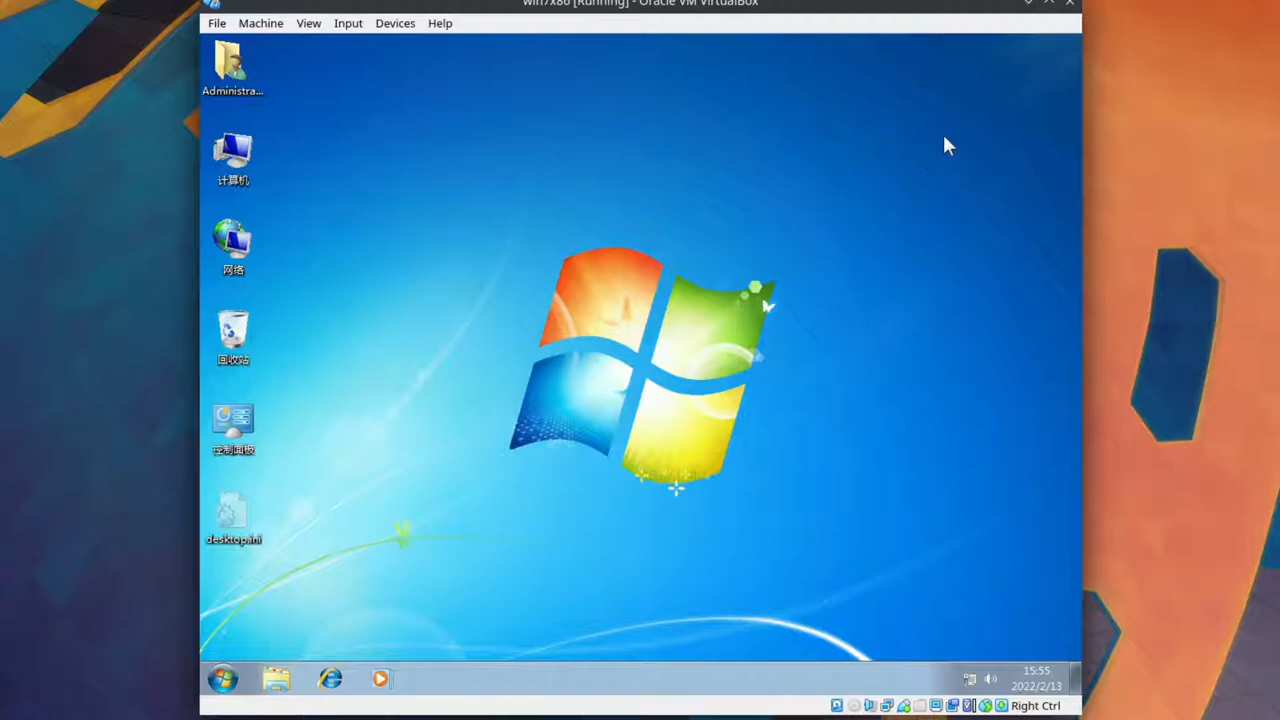 win7x86 [Running] - Oracle VM VirtualBox
File Machine View Input Devices Help
Administra...
计算机
网络
回收站
控制面板
desktop.ini
15:55
2022/2/13
Right Ctrl